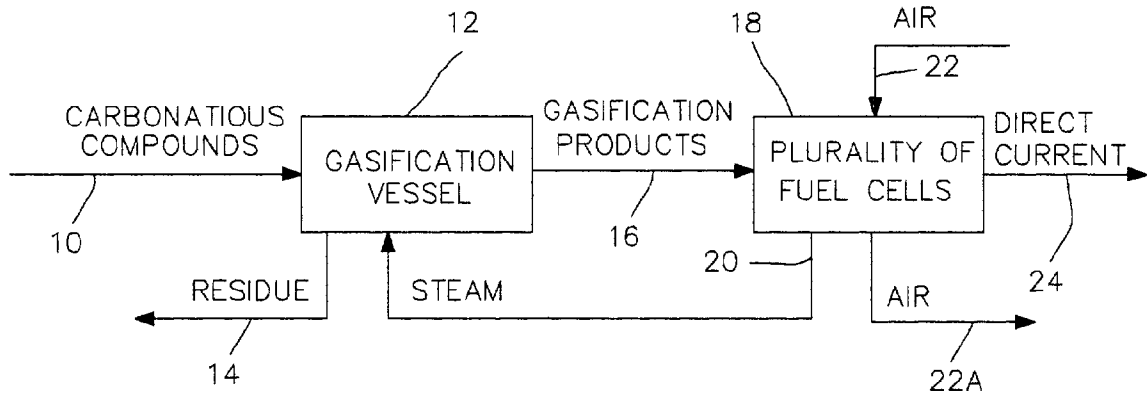 12
18
AIR
22
CARBONATIOUS
COMPOUNDS
GASIFICATION
PRODUCTS
DIRECT
CURRENT
GASIFICATION
VESSEL
PLURALITY OF
FUEL CELLS
10
16
20
24
RESIDUE
STEAM
AIR
14
22A